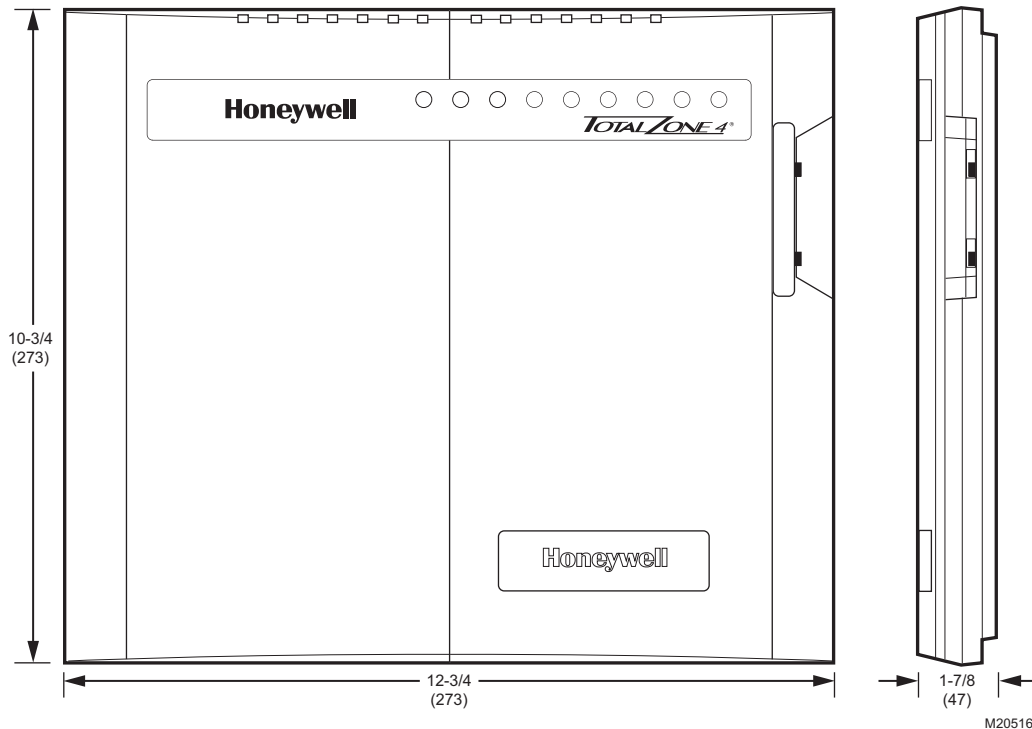 Honeywell
TOTALZONE 4®
10-3/4
(273)
Honeywell
12-3/4
(273)
1-7/8
(47)
M20516